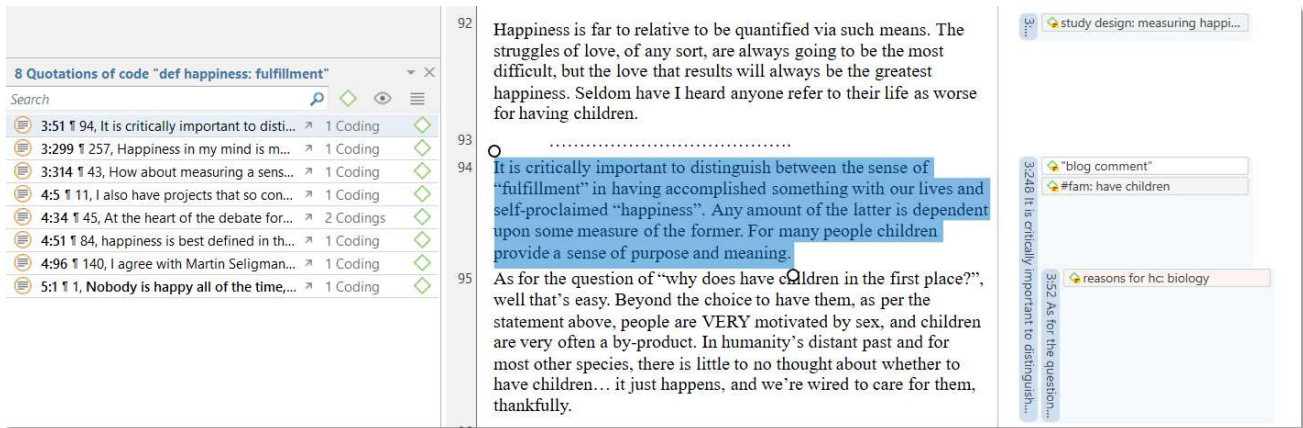 8 Quotations of code "def happiness: fulfillment"
Search
3:51 ¶ 94, It is critically important to disti... 1 Coding
3:299 ¶ 257, Happiness in my mind is m... 1 Coding
3:314 ¶ 43, How about measuring a sens... 1 Coding
4:5 ¶ 11, I also have projects that so con... 1 Coding
4:34 ¶ 45, At the heart of the debate for... 2 Codings
4:51 ¶ 84, happiness is best defined in th... 1 Coding
4:96 ¶ 140, I agree with Martin Seligman... 1 Coding
5:1 ¶ 1, Nobody is happy all of the time,... 1 Coding
92
Happiness is far to relative to be quantified via such means. The
struggles of love, of any sort, are always going to be the most
difficult, but the love that results will always be the greatest
happiness. Seldom have I heard anyone refer to their life as worse
for having children.
93
.....................................
94
It is critically important to distinguish between the sense of
“fulfillment” in having accomplished something with our lives and
self-proclaimed “happiness”. Any amount of the latter is dependent
upon some measure of the former. For many people children
provide a sense of purpose and meaning.
95
As for the question of “why does have children in the first place?”,
well that’s easy. Beyond the choice to have them, as per the
statement above, people are VERY motivated by sex, and children
are very often a by-product. In humanity’s distant past and for
most other species, there is little to no thought about whether to
have children… it just happens, and we’re wired to care for them,
thankfully.
3:...
study design: measuring happi...
3:248 It is critically important to distinguish...
"blog comment"
#fam: have children
3:52 As for the question...
reasons for hc: biology